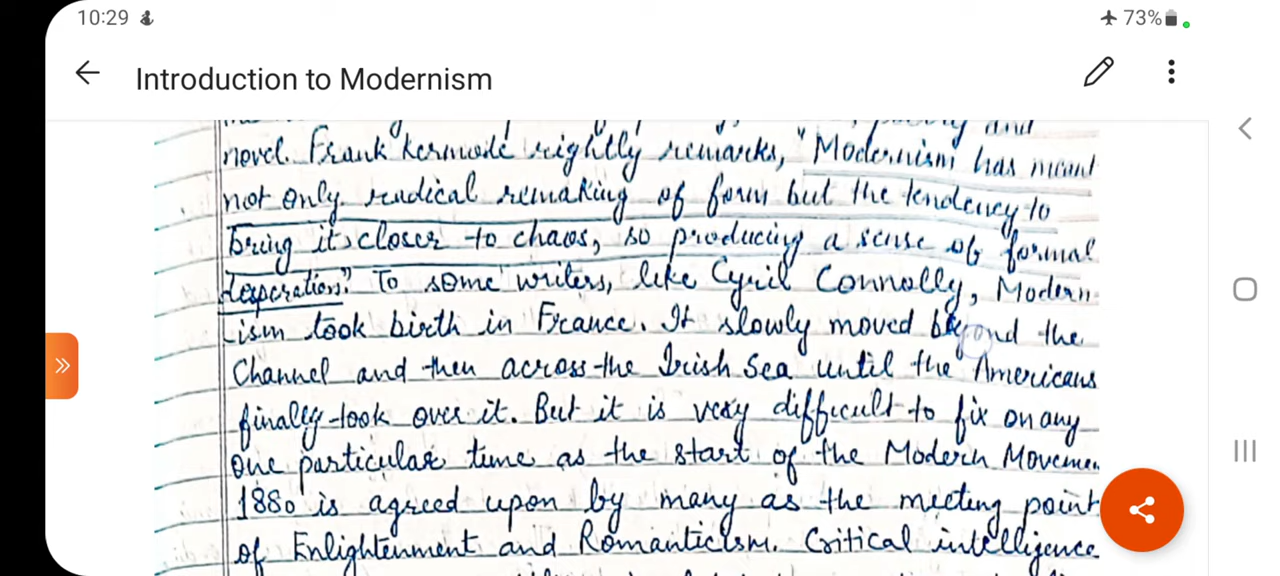 10:29
73%
Introduction to Modernism
and
novel. Frank Kermode rightly remarks, "Modernism has meant
not only radical remaking of form but the tendency to
bring it closer to chaos, so producing a sense of formal
desperation." To some writers, like Cyril Connolly, Modern-
ism took birth in France. It slowly moved beyond the
Channel and then across the Irish Sea until the Americans
finally took over it. But it is very difficult to fix on any
one particular time as the start of the Modern Movemen
1880 is agreed upon by many as the meeting point
of Enlightenment and Romanticism. Critical intelligence